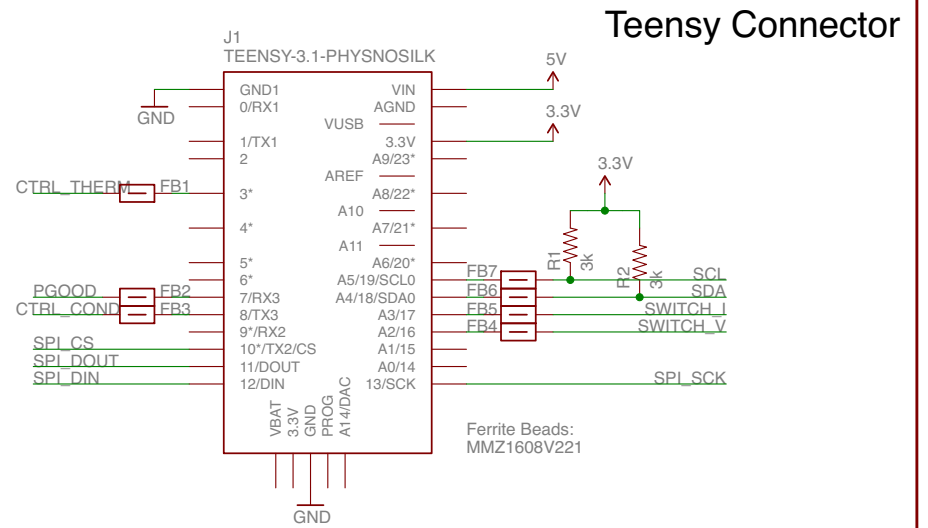 Teensy Connector
J1
TEENSY-3.1-PHYSNOSILK
5V
GND1
VIN
GND
0/RX1
AGND
VUSB
3.3V
1/TX1
3.3V
2
A9/23*
3.3V
AREF
CTRL_THERM
FB1
3*
A8/22*
A10
4*
A7/21*
A11
5*
A6/20*
R1
3k
R2
3k
6*
A5/19/SCL0
FB7
SCL
PGOOD
FB2
7/RX3
A4/18/SDA0
FB6
SDA
CTRL_COND
FB3
8/TX3
A3/17
FB5
SWITCH_I
9*/RX2
A2/16
FB4
SWITCH_V
SPI_CS
10*/TX2/CS
A1/15
SPI_DOUT
11/DOUT
A0/14
SPI_DIN
12/DIN
13/SCK
SPI_SCK
VBAT
3.3V
GND
PROG
A14/DAC
Ferrite Beads:
MMZ1608V221
GND